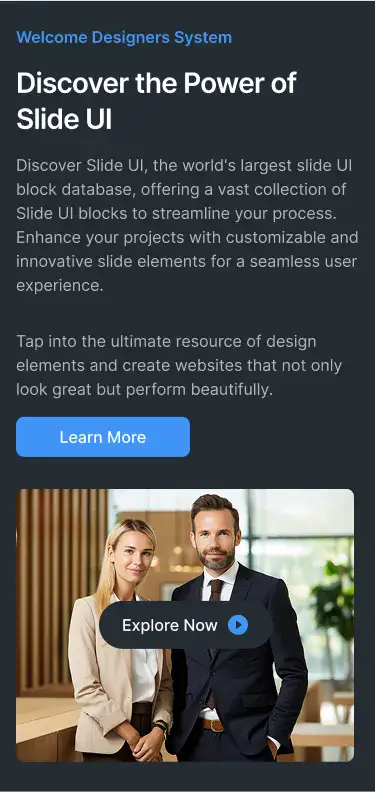 Welcome Designers System
Discover the Power of
Slide UI
Discover Slide UI, the world's largest slide UI
block database, offering a vast collection of
Slide UI blocks to streamline your process.
Enhance your projects with customizable and
innovative slide elements for a seamless user
experience.
Tap into the ultimate resource of design
elements and create websites that not only
look great but perform beautifully.
Learn More
Explore Now